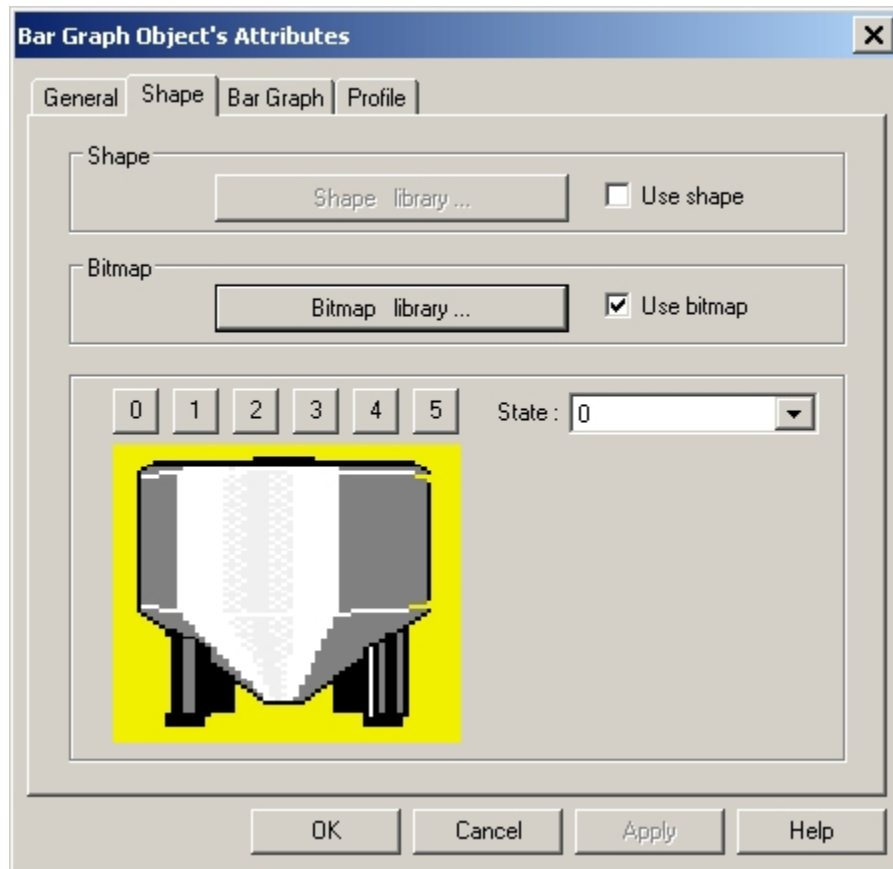 Bar Graph Object's Attributes
General Shape Bar Graph Profile
Shape
Shape library ... Use shape
Bitmap
Bitmap library ... Use bitmap
0 1 2 3 4 5 State : 0
OK Cancel Apply Help